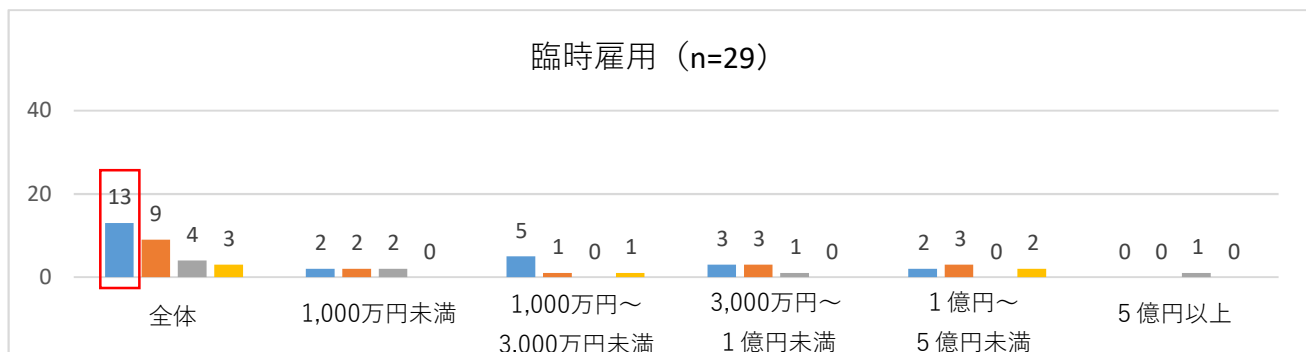 臨時雇用（n=29）
40
20
0
13 9 4 3
2 2 2 0
5 1 0 1
3 3 1 0
2 3 0 2
0 0 1 0
全体
1,000万円未満
1,000万円～
3,000万円未満
3,000万円～
1億円未満
1億円～
5億円未満
5億円以上